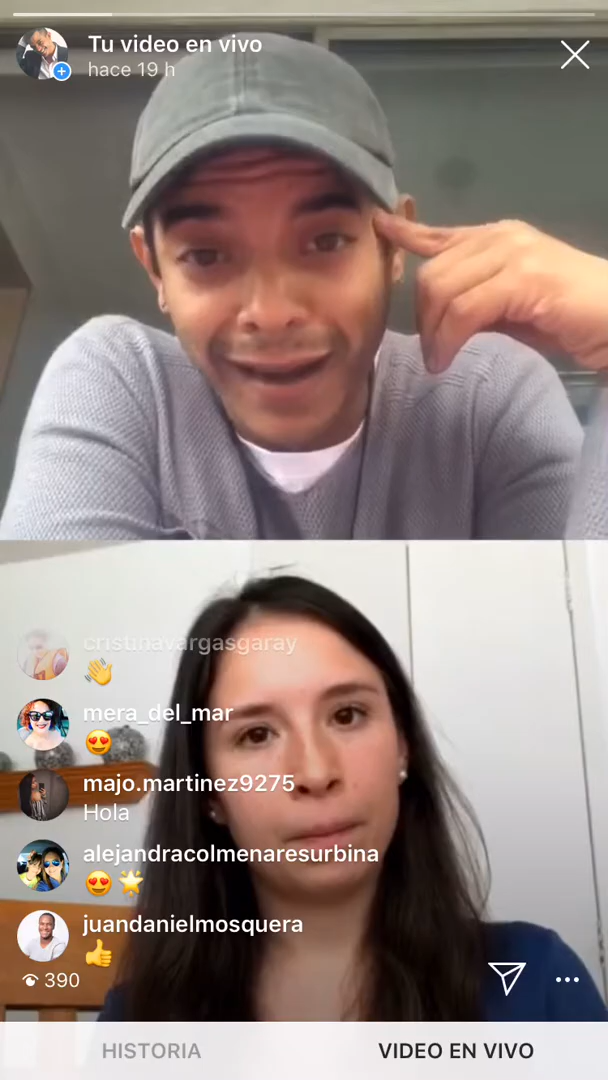 Tu video en vivo
hace 19 h
cristinavargasgaray
👋
mera_del_mar
😍
majo.martinez9275
Hola
alejandracolmenaresurbina
😍🌟
juandanielmosquera
👍
390
HISTORIA
VIDEO EN VIVO